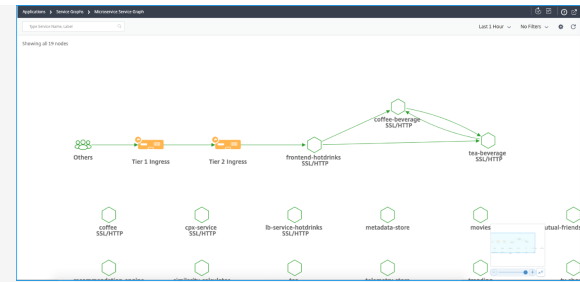 Applications > Service Graphs > Microservice Service Graph
Type Service Name, Label
Last 1 Hour
No Filters
Showing all 19 nodes
coffee-beverage
SSL/HTTP
Others
Tier 1 Ingress
Tier 2 Ingress
frontend-hotdrinks
SSL/HTTP
tea-beverage
SSL/HTTP
coffee
SSL/HTTP
cpx-service
SSL/HTTP
lb-service-hotdrinks
SSL/HTTP
metadata-store
movies
utual-friends